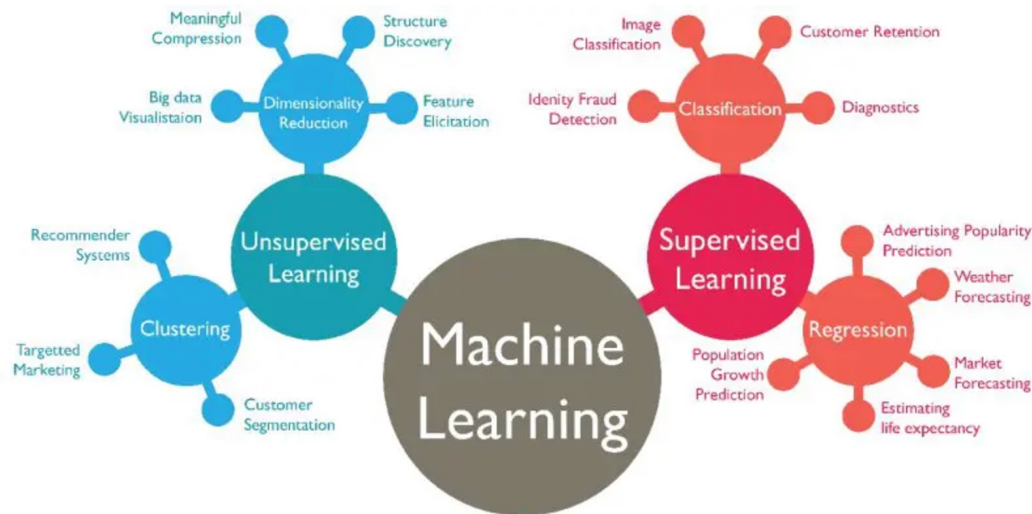 Meaningful
Compression
Structure
Discovery
Big data
Visualistaion
Dimensionality
Reduction
Feature
Elicitation
Image
Classification
Customer Retention
Idenity Fraud
Detection
Classification
Diagnostics
Recommender
Systems
Unsupervised
Learning
Clustering
Targetted
Marketing
Customer
Segmentation
Machine
Learning
Supervised
Learning
Advertising Popularity
Prediction
Weather
Forecasting
Regression
Population
Growth
Prediction
Market
Forecasting
Estimating
life expectancy